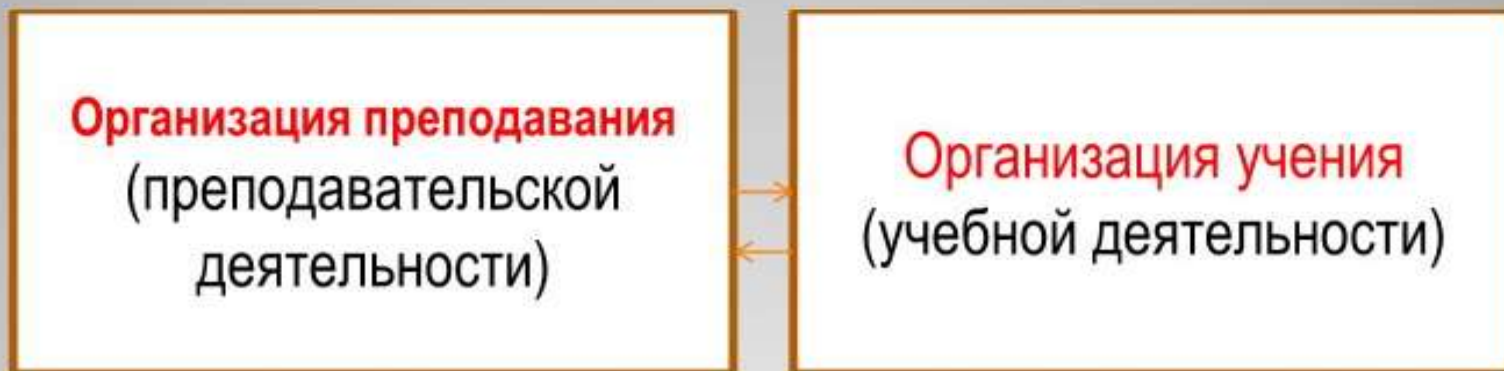 Организация преподавания
(преподавательской
деятельности)
Организация учения
(учебной деятельности)